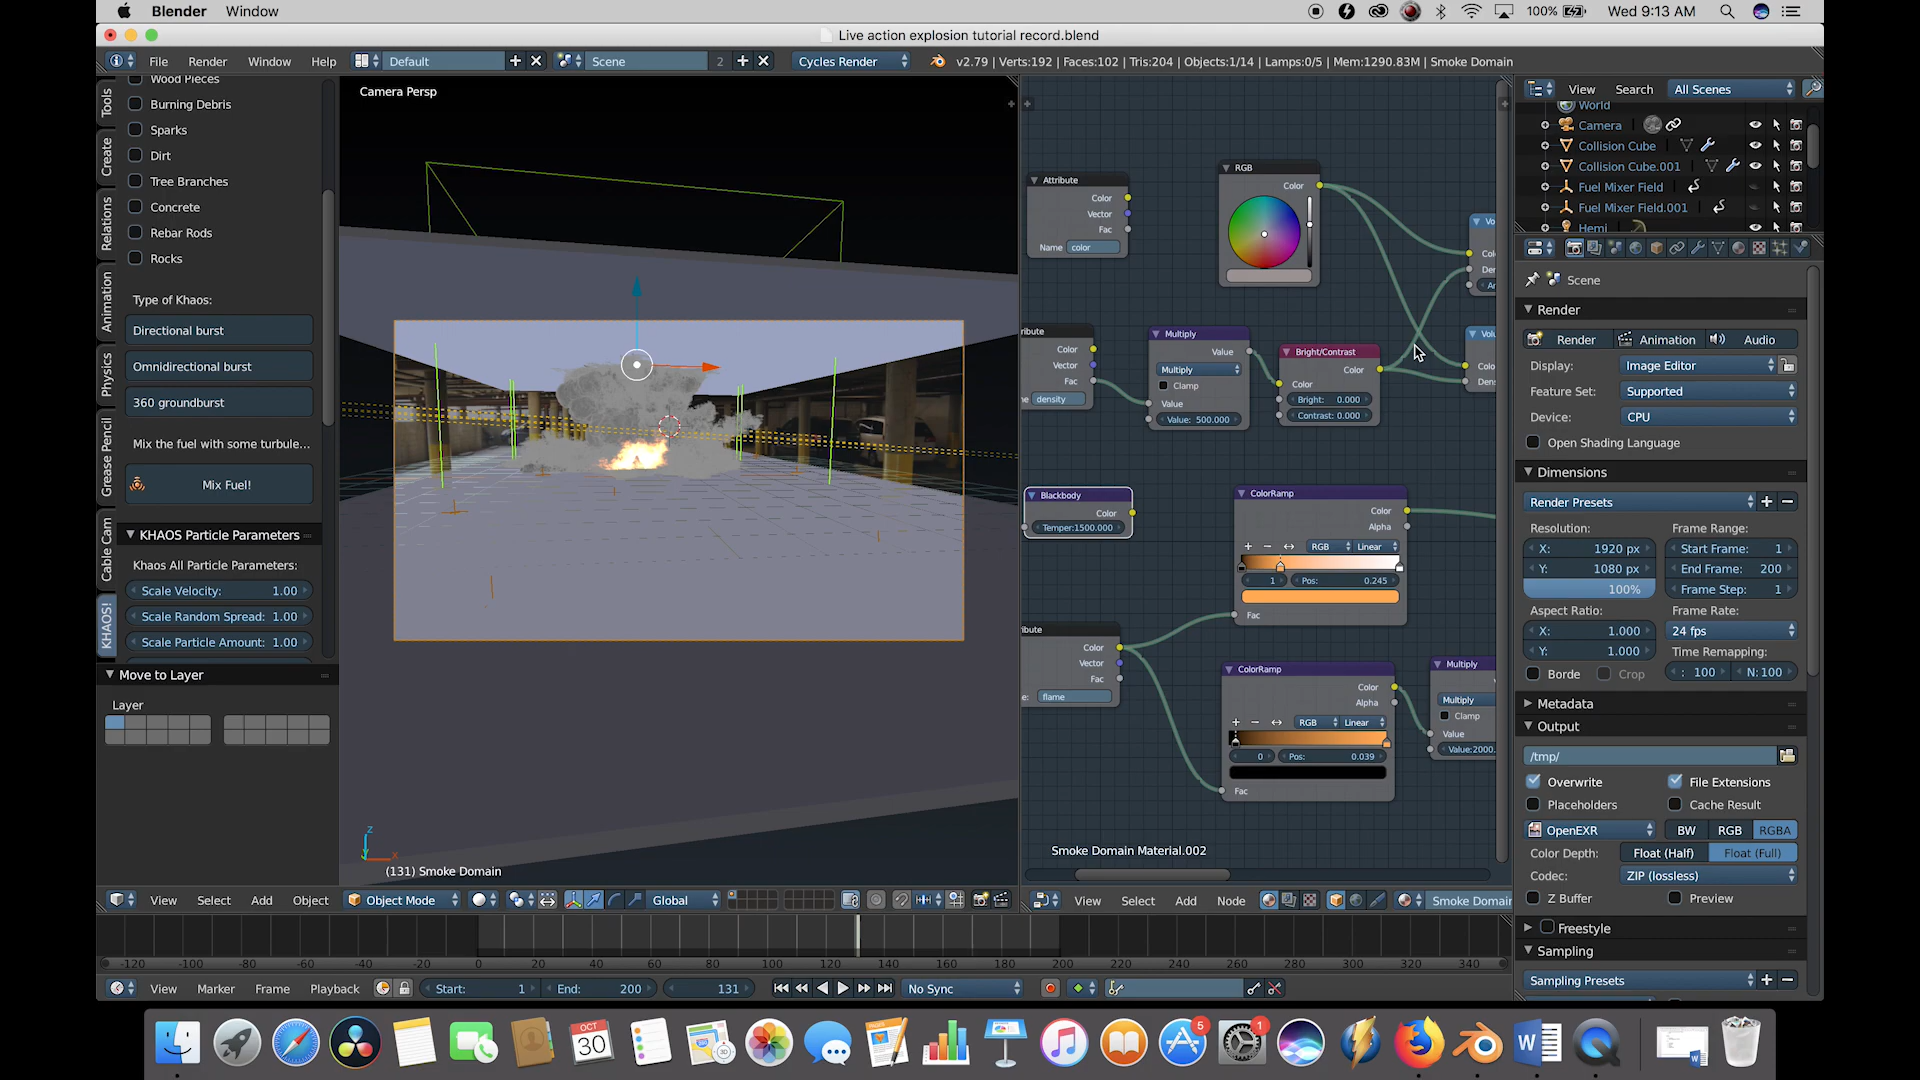 Blender Window 100% Wed 9:13 AM
Live action explosion tutorial record.blend
File Render Window Help Default Scene 2 Cycles Render v2.79 | Verts:192 | Faces:102 | Tris:204 | Objects:1/14 | Lamps:0/5 | Mem:1290.83M | Smoke Domain
Tools
Create
Relations
Animation
Physics
Grease Pencil
Cable Cam
KHAOS!
Wood Pieces
Burning Debris
Sparks
Dirt
Tree Branches
Concrete
Rebar Rods
Rocks
Type of Khaos:
Directional burst
Omnidirectional burst
360 groundburst
Mix the fuel with some turbule...
Mix Fuel!
KHAOS Particle Parameters
Khaos All Particle Parameters:
Scale Velocity: 1.00
Scale Random Spread: 1.00
Scale Particle Amount: 1.00
Move to Layer
Layer
Camera Persp
z
x
(131) Smoke Domain
View Select Add Object Object Mode Global
Attribute
Color
Vector
Fac
Name color
RGB
Color
ribute
Color
Vector
Fac
density
Multiply
Value
Multiply
Clamp
Value
Value: 500.000
Bright/Contrast
Color
Color
Bright: 0.000
Contrast: 0.000
Blackbody
Color
Temper:1500.000
ColorRamp
Color
Alpha
RGB Linear
1 Pos: 0.245
Fac
ribute
Color
Vector
Fac
e: flame
ColorRamp
Color
Alpha
RGB Linear
0 Pos: 0.039
Fac
Multiply
Multiply
Clamp
Value
Value:2000.
Smoke Domain Material.002
View Select Add Node Smoke Domain
View Search All Scenes
World
Camera
Collision Cube
Collision Cube.001
Fuel Mixer Field
Fuel Mixer Field.001
Hemi
Scene
Render
Render Animation Audio
Display: Image Editor
Feature Set: Supported
Device: CPU
Open Shading Language
Dimensions
Render Presets
Resolution: Frame Range:
X: 1920 px Start Frame: 1
Y: 1080 px End Frame: 200
100% Frame Step: 1
Aspect Ratio: Frame Rate:
X: 1.000 24 fps
Y: 1.000 Time Remapping:
Borde Crop : 100 N:100
Metadata
Output
/tmp/
Overwrite File Extensions
Placeholders Cache Result
OpenEXR BW RGB RGBA
Color Depth: Float (Half) Float (Full)
Codec: ZIP (lossless)
Z Buffer Preview
Freestyle
Sampling
Sampling Presets
-120 -100 -80 -60 -40 -20 0 20 40 60 80 100 120 140 160 180 200 220 240 260 280 300 320 340
View Marker Frame Playback Start: 1 End: 200 131 No Sync
OCT
30
5
1